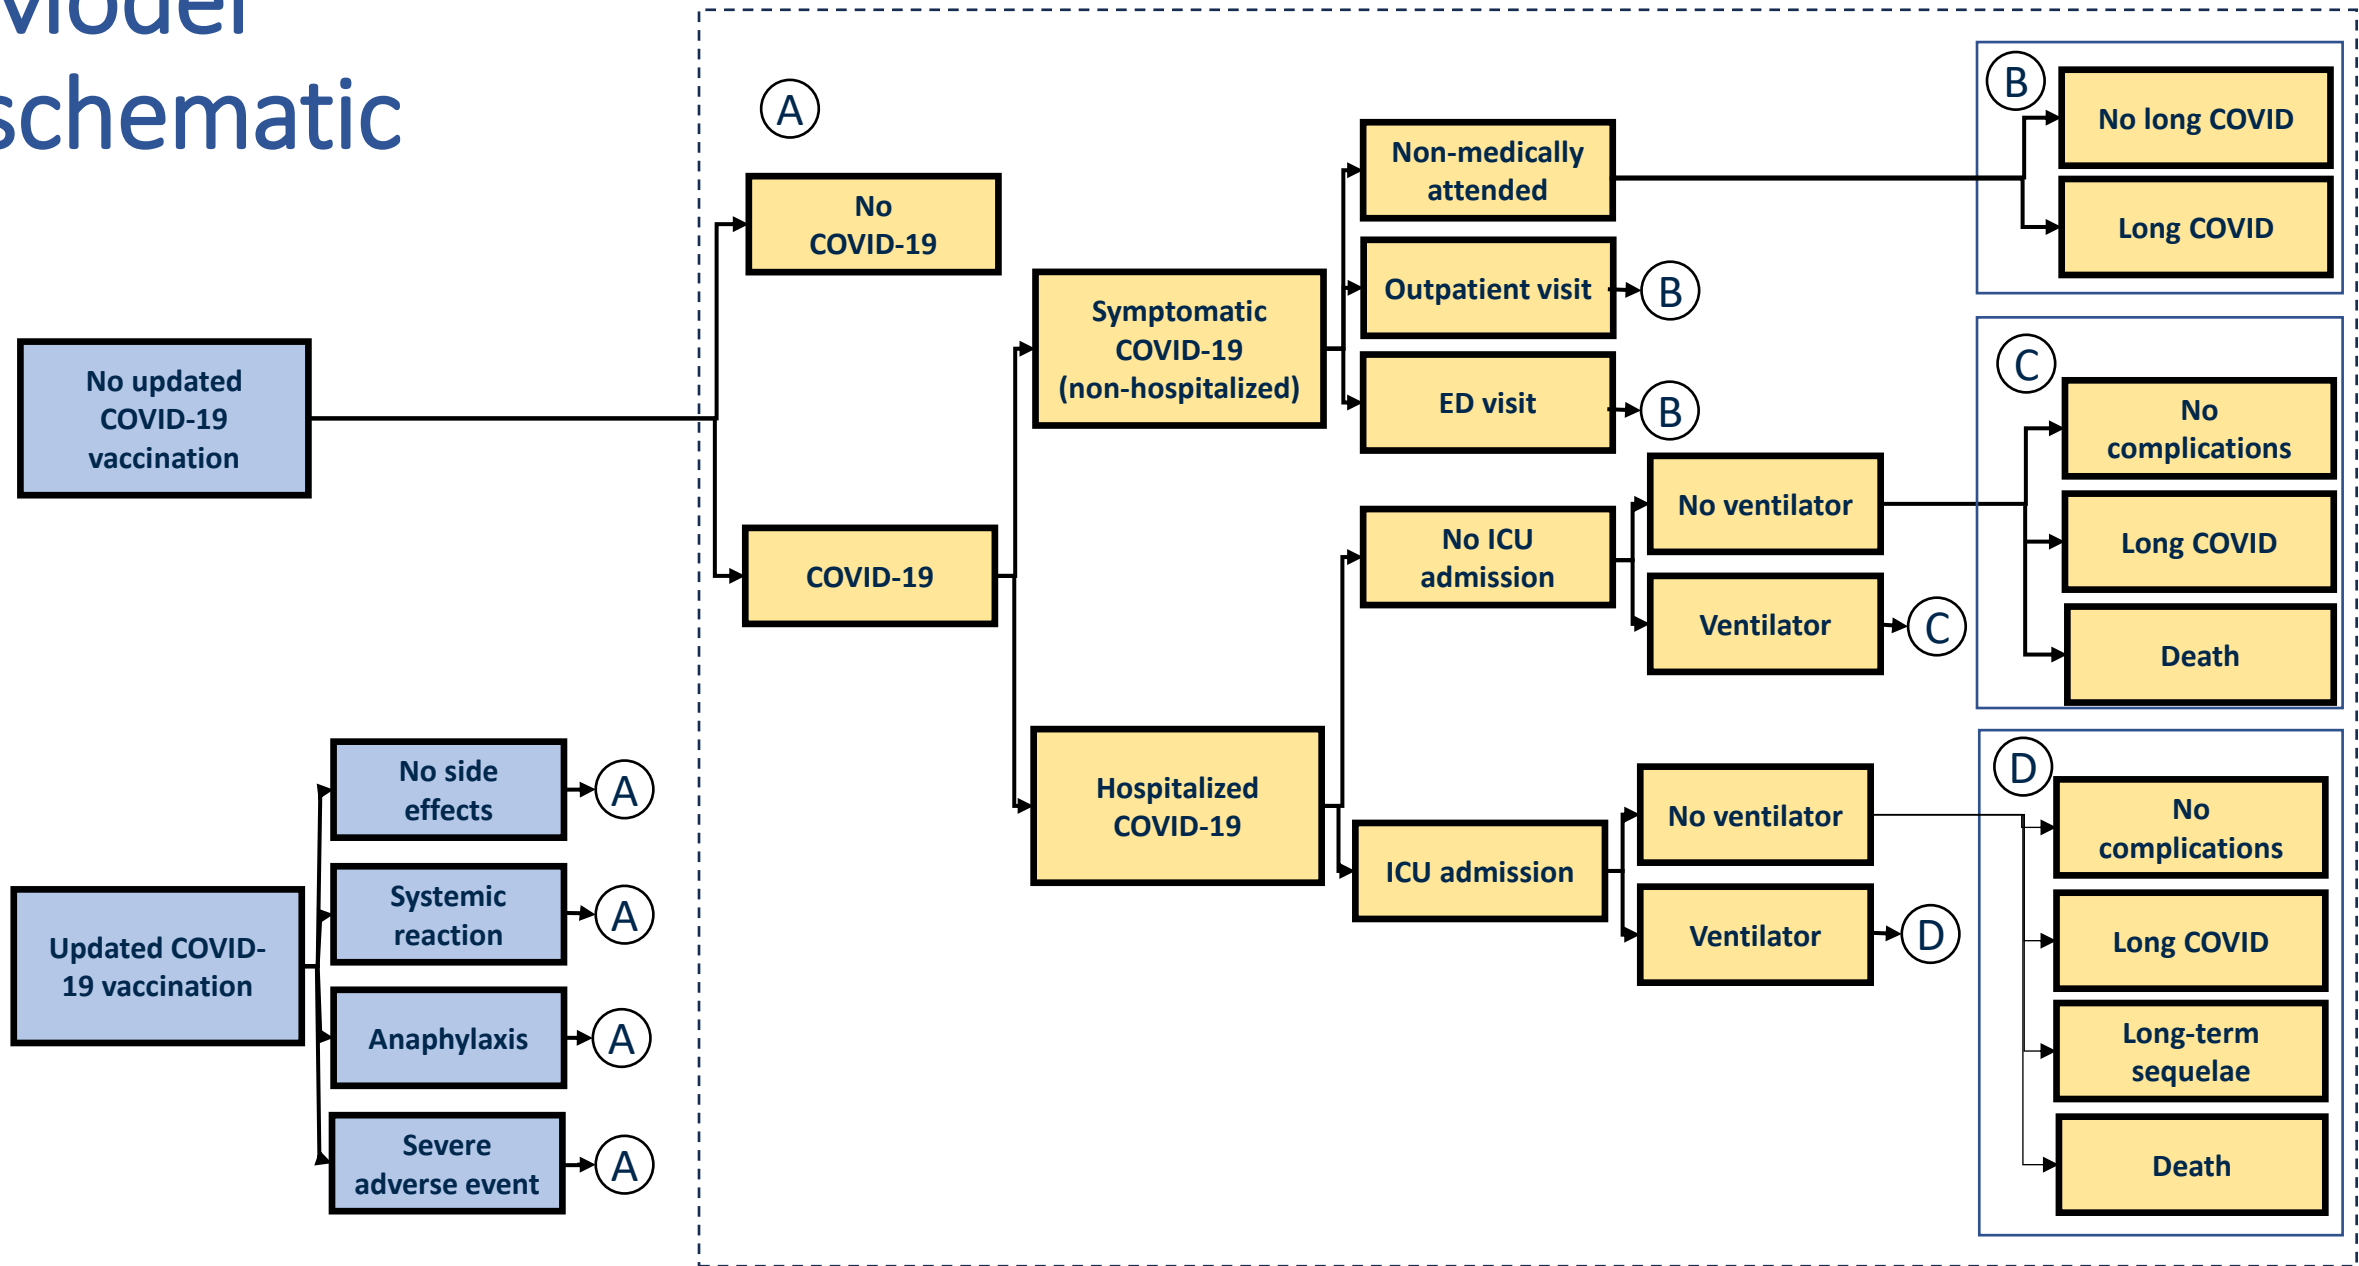 Model
schematic
A
No
COVID-19
No updated
COVID-19
vaccination
COVID-19
Symptomatic
COVID-19
(non-hospitalized)
Hospitalized
COVID-19
Non-medically
attended
Outpatient visit
B
ED visit
B
No ICU
admission
No ventilator
Ventilator
C
ICU admission
No ventilator
Ventilator
D
B
No long COVID
Long COVID
C
No
complications
Long COVID
Death
D
No
complications
Long COVID
Long-term
sequelae
Death
Updated COVID-
19 vaccination
No side
effects
A
Systemic
reaction
A
Anaphylaxis
A
Severe
adverse event
A